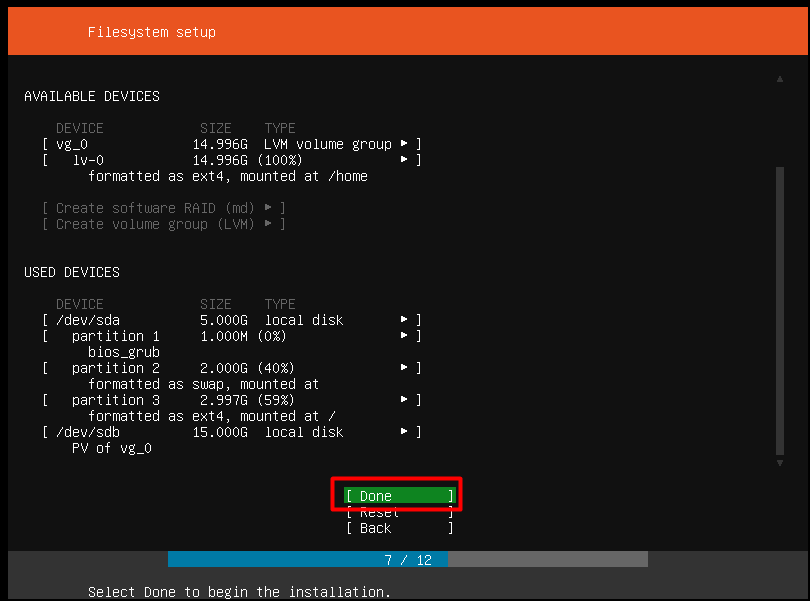 Filesystem setup
AVAILABLE DEVICES
DEVICE SIZE TYPE
[ vg_0 14.996G LVM volume group ▸ ]
[ lv-0 14.996G (100%) ▸ ]
formatted as ext4, mounted at /home
[ Create software RAID (md) ▸ ]
[ Create volume group (LVM) ▸ ]
USED DEVICES
DEVICE SIZE TYPE
[ /dev/sda 5.000G local disk ▸ ]
[ partition 1 1.000M (0%) ▸ ]
bios_grub
[ partition 2 2.000G (40%) ▸ ]
formatted as swap, mounted at
[ partition 3 2.997G (59%) ▸ ]
formatted as ext4, mounted at /
[ /dev/sdb 15.000G local disk ▸ ]
PV of vg_0
[ Done ]
[ Reset ]
[ Back ]
7 / 12
Select Done to begin the installation.